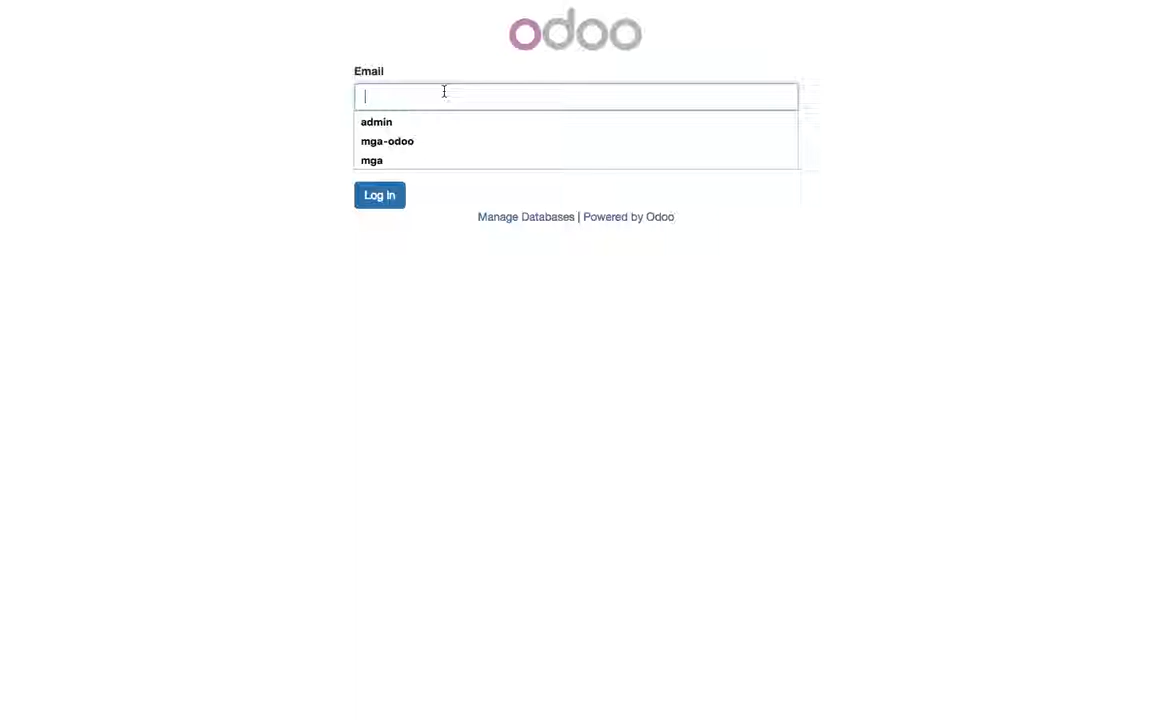 odoo
Email
admin
mga-odoo
mga
Log in
Manage Databases | Powered by Odoo